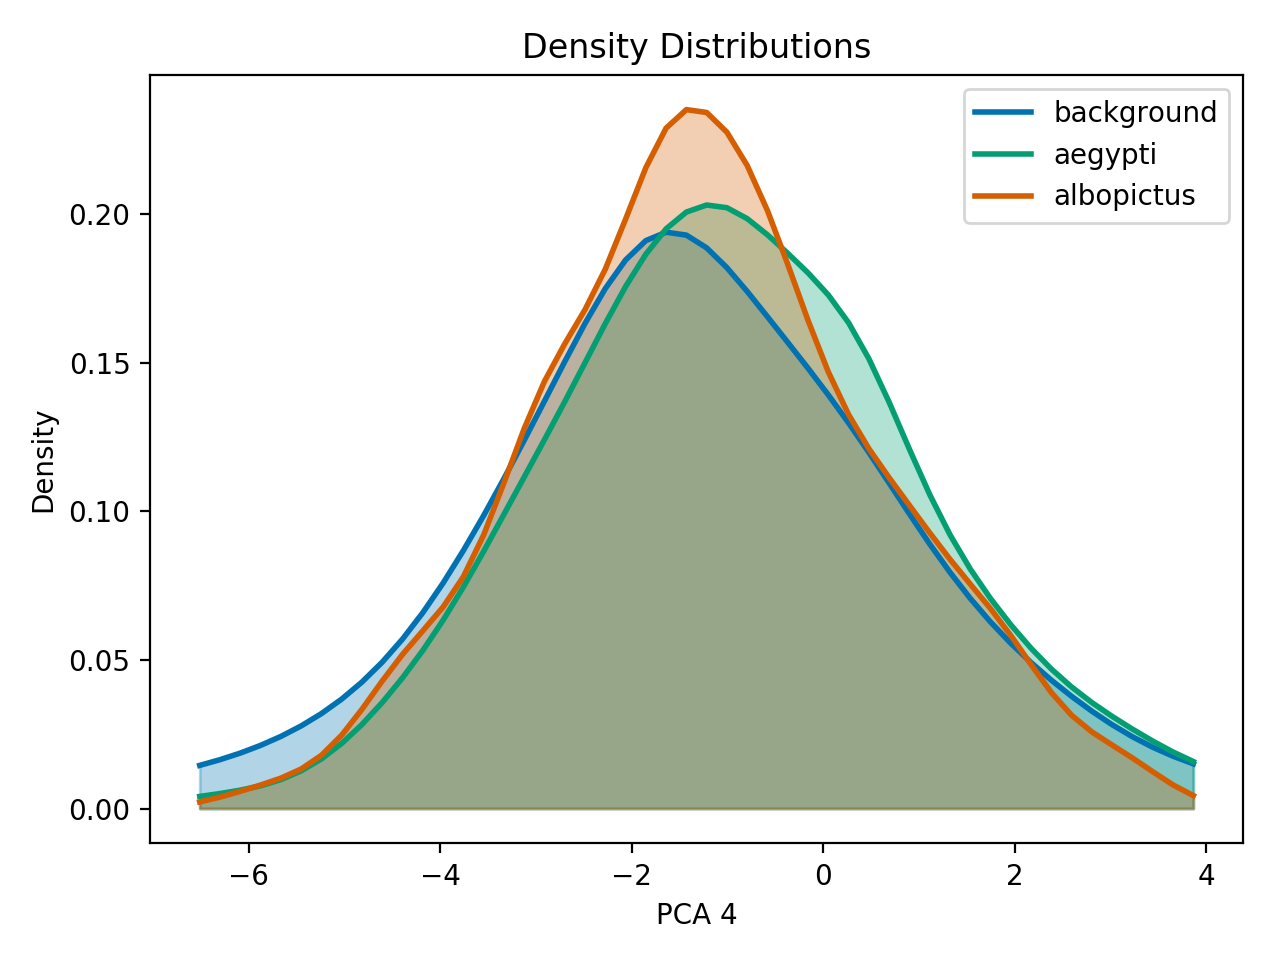 Density Distributions
background
aegypti
albopictus
Density
0.20
0.15
0.10
0.05
0.00
−6 −4 −2 0 2 4
PCA 4